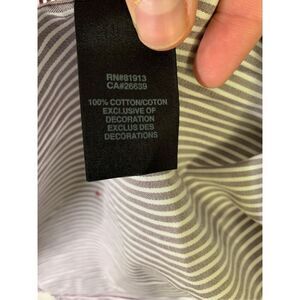 RN#81913
CA#26639
100% COTTON/COTON
EXCLUSIVE OF
DECORATION
EXCLUS DES
DECORATIONS